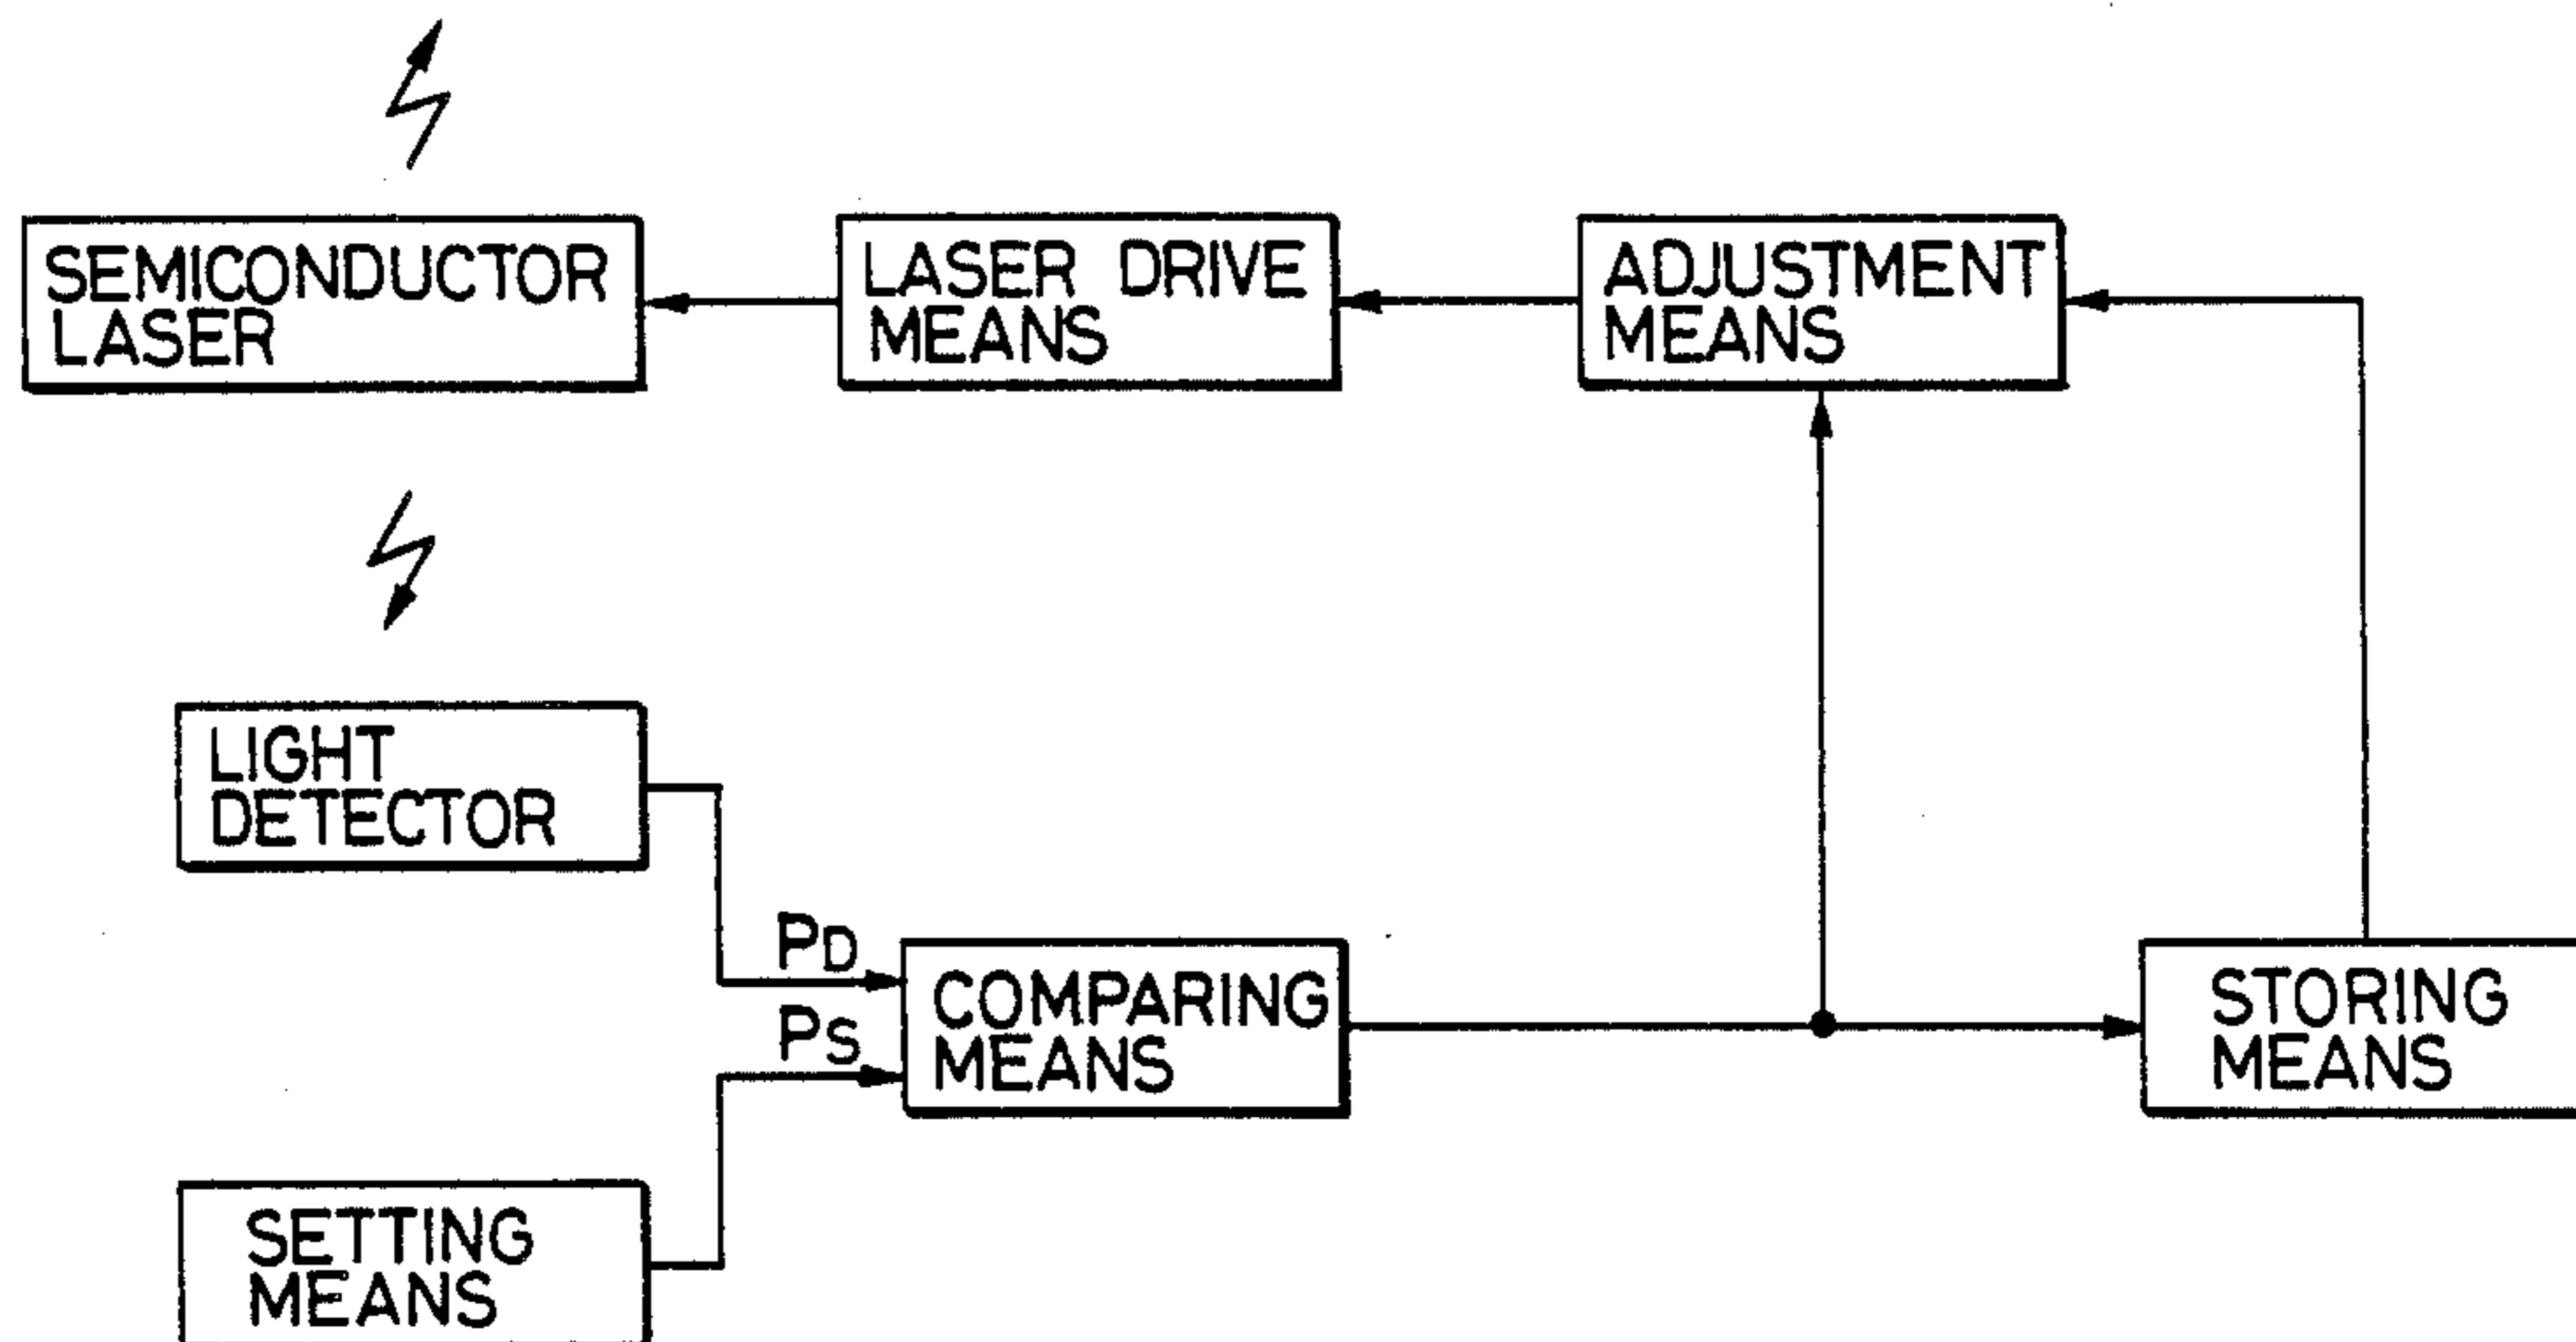 SEMICONDUCTOR
LASER
LASER DRIVE
MEANS
ADJUSTMENT
MEANS
LIGHT
DETECTOR
PD
PS
COMPARING
MEANS
STORING
MEANS
SETTING
MEANS